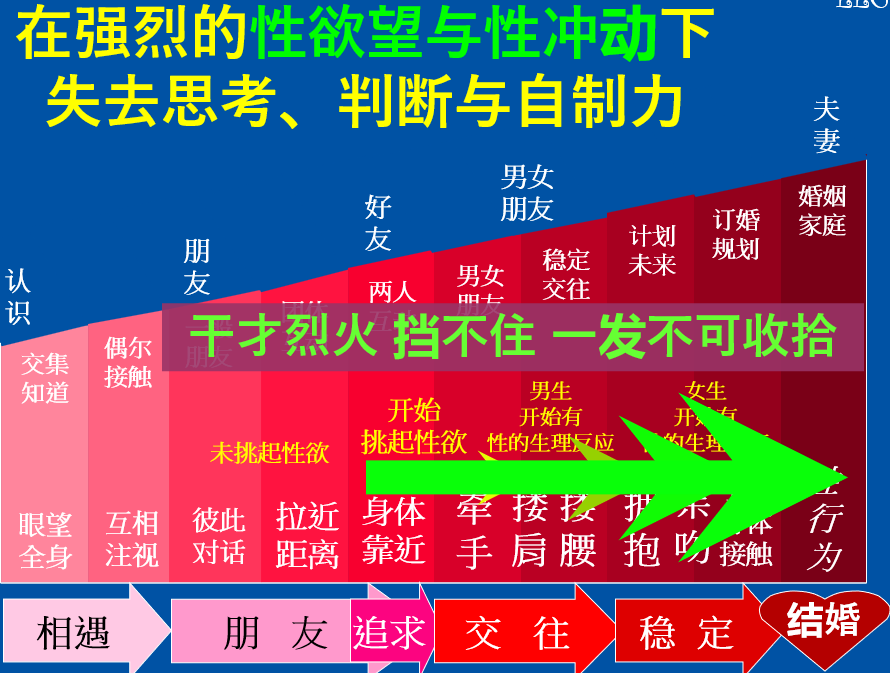 在强烈的性欲望与性冲动下
失去思考、判断与自制力
夫
妻
男女
朋友
好
友
朋
友
认
识
婚姻
家庭
订婚
规划
计划
未来
稳定
交往
男女
朋友
两人
偶尔
接触
交集
知道
朋友
干才烈火 挡不住 一发不可收拾
男生
开始有
性的生理反应
女生
开始有
的生理
开始
挑起性欲
未挑起性欲
眼望
全身
互相
注视
彼此
对话
拉近
距离
身体
靠近
牵
手
搂 搂
肩 腰
拥 亲
抱 吻
体
接触
性
行
为
相遇
朋 友
追求
交 往
稳 定
结婚